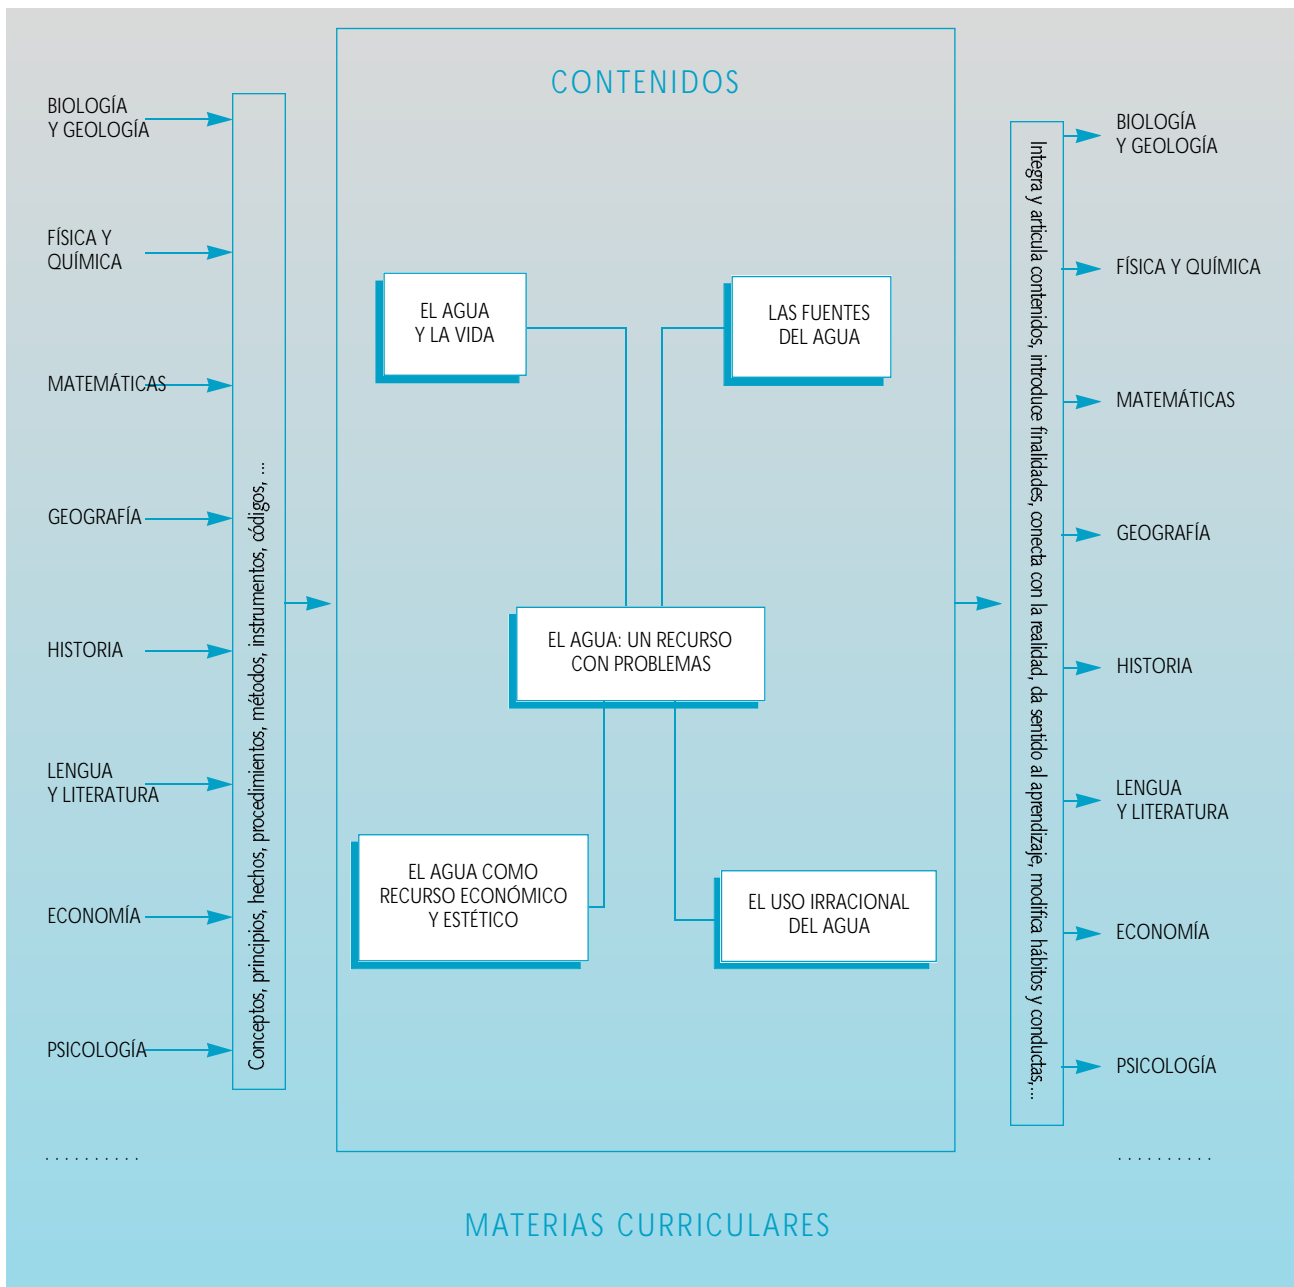 CONTENIDOS
BIOLOGÍA
Y GEOLOGÍA
FÍSICA Y
QUÍMICA
MATEMÁTICAS
GEOGRAFÍA
HISTORIA
LENGUA
Y LITERATURA
ECONOMÍA
PSICOLOGÍA
. . . . . . . . . .
Conceptos, principios, hechos, procedimientos, métodos, instrumentos, códigos, ...
EL AGUA
Y LA VIDA
LAS FUENTES
DEL AGUA
EL AGUA: UN RECURSO
CON PROBLEMAS
EL AGUA COMO
RECURSO ECONÓMICO
Y ESTÉTICO
EL USO IRRACIONAL
DEL AGUA
Integra y articula contenidos, introduce finalidades, conecta con la realidad, da sentido al aprendizaje, modifica hábitos y conductas,...
BIOLOGÍA
Y GEOLOGÍA
FÍSICA Y QUÍMICA
MATEMÁTICAS
GEOGRAFÍA
HISTORIA
LENGUA
Y LITERATURA
ECONOMÍA
PSICOLOGÍA
. . . . . . . . . .
MATERIAS CURRICULARES